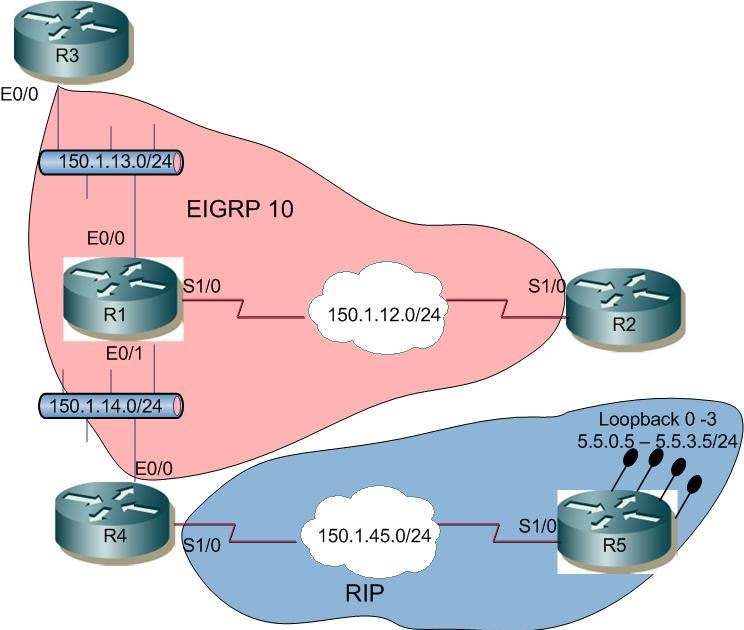 R3
E0/0
150.1.13.0/24
EIGRP 10
E0/0
S1/0
S1/0
R1
150.1.12.0/24
R2
E0/1
150.1.14.0/24
Loopback 0 -3
5.5.0.5 – 5.5.3.5/24
E0/0
R4
S1/0
150.1.45.0/24
S1/0
R5
RIP